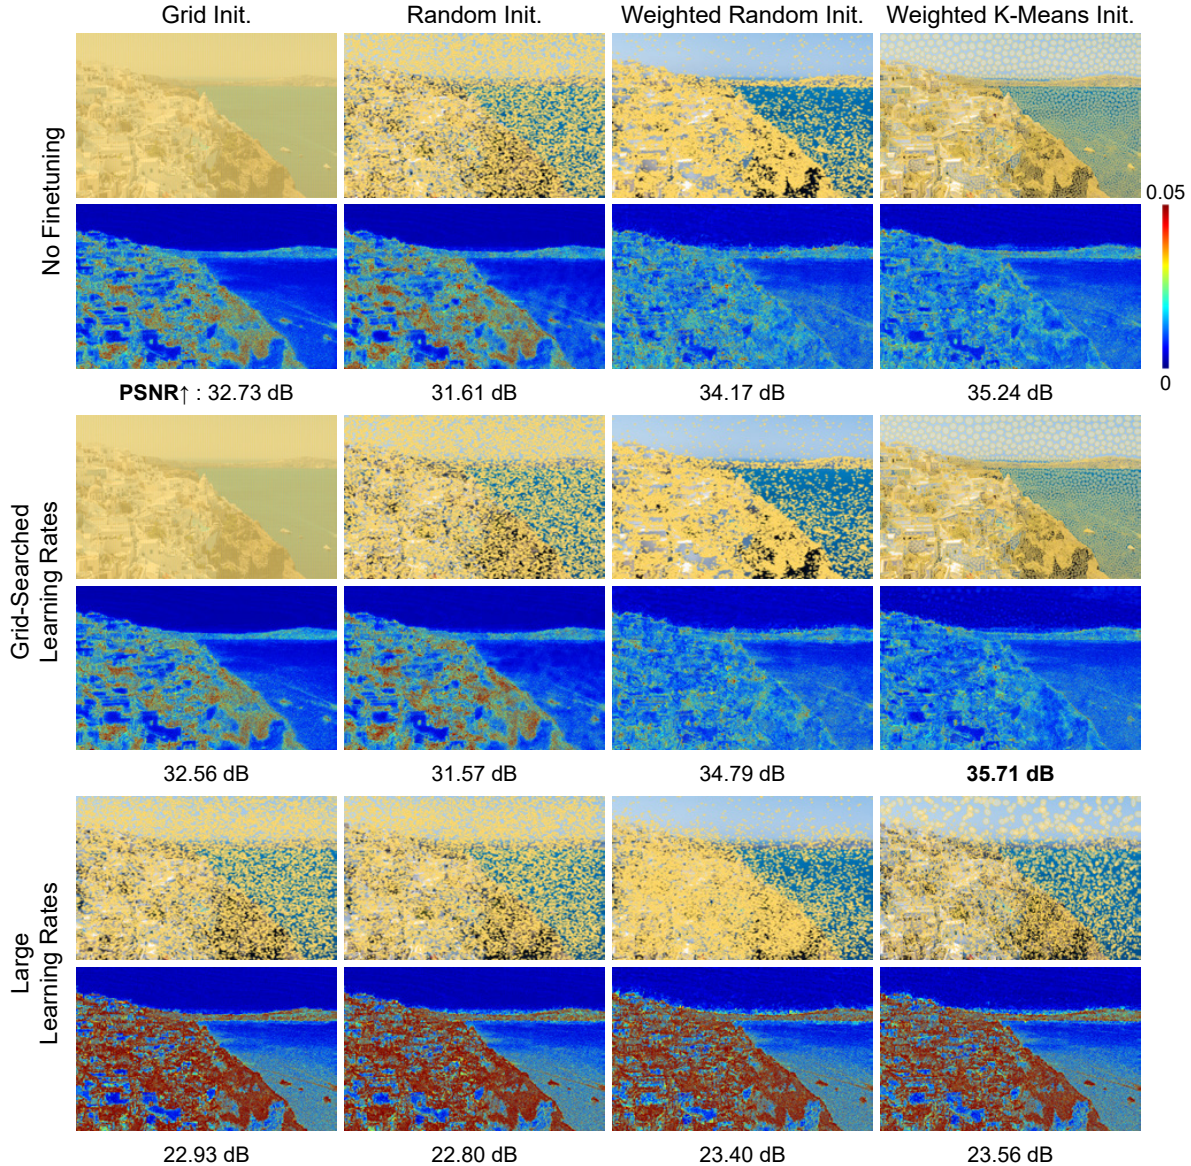 Grid Init.
Random Init.
Weighted Random Init.
Weighted K-Means Init.
No Finetuning
0.05
0
PSNR↑ : 32.73 dB
31.61 dB
34.17 dB
35.24 dB
Grid-Searched
Learning Rates
32.56 dB
31.57 dB
34.79 dB
35.71 dB
Large
Learning Rates
22.93 dB
22.80 dB
23.40 dB
23.56 dB